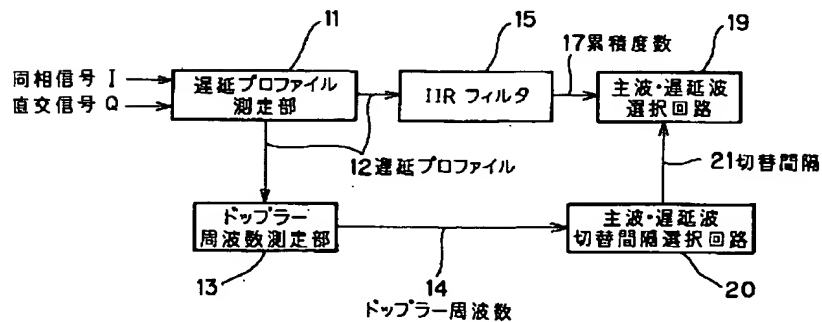 11
15
17累積度数
19
同相信号 I
直交信号 Q
遅延プロファイル
測定部
IIR フィルタ
主波・遅延波
選択回路
12遅延プロファイル
21切替間隔
ドップラー
周波数測定部
主波・遅延波
切替間隔選択回路
13
14
ドップラー周波数
20